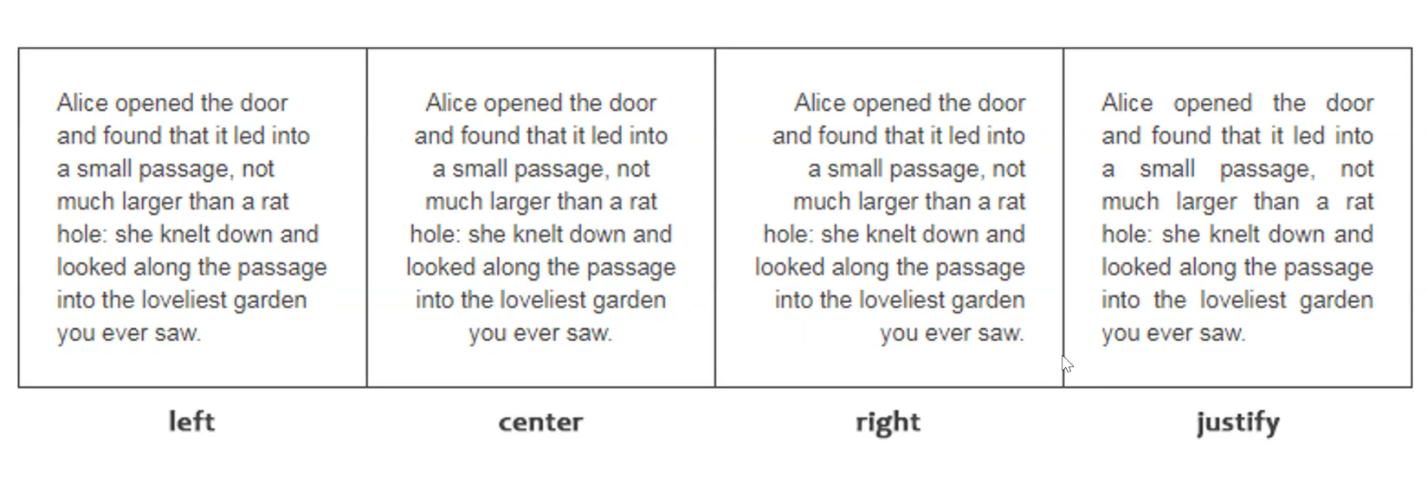 Alice opened the door
and found that it led into
a small passage, not
much larger than a rat
hole: she knelt down and
looked along the passage
into the loveliest garden
you ever saw.
left
Alice opened the door
and found that it led into
a small passage, not
much larger than a rat
hole: she knelt down and
looked along the passage
into the loveliest garden
you ever saw.
center
Alice opened the door
and found that it led into
a small passage, not
much larger than a rat
hole: she knelt down and
looked along the passage
into the loveliest garden
you ever saw.
right
Alice opened the door
and found that it led into
a small passage, not
much larger than a rat
hole: she knelt down and
looked along the passage
into the loveliest garden
you ever saw.
justify